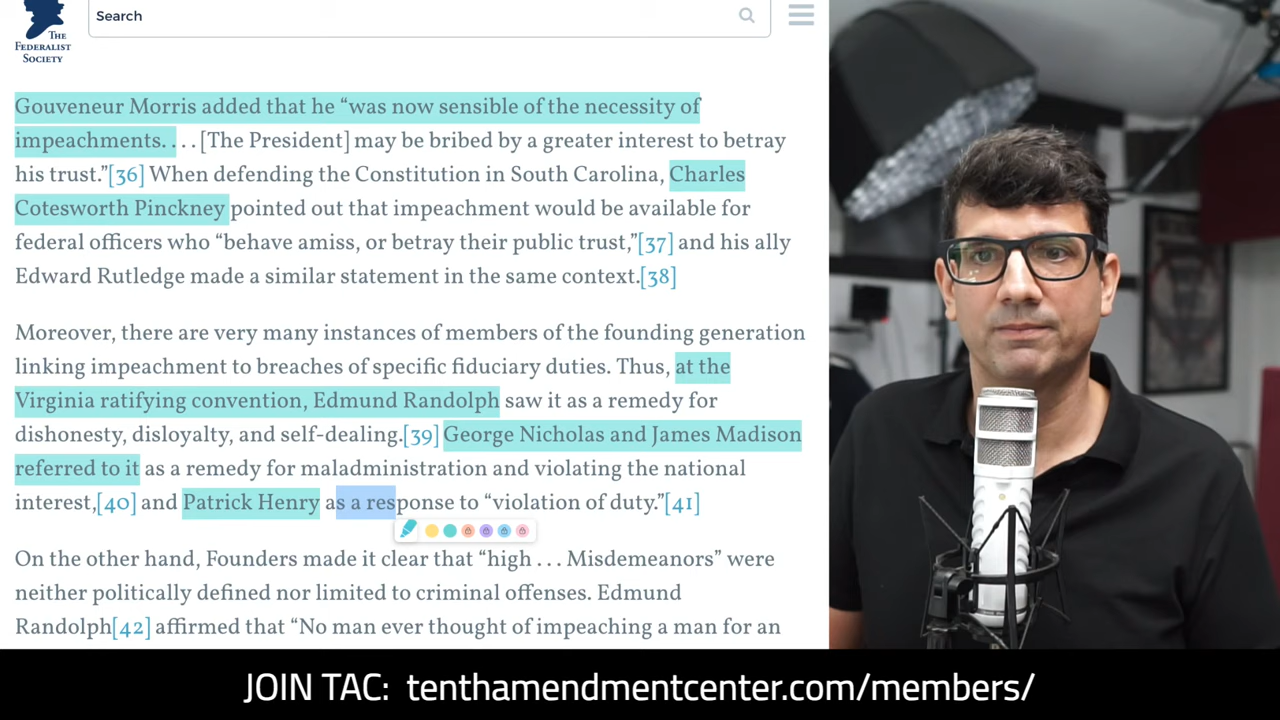 THE
FEDERALIST
SOCIETY
Search
Gouveneur Morris added that he “was now sensible of the necessity of
impeachments. . . . [The President] may be bribed by a greater interest to betray
his trust.”[36] When defending the Constitution in South Carolina, Charles
Cotesworth Pinckney pointed out that impeachment would be available for
federal officers who “behave amiss, or betray their public trust,”[37] and his ally
Edward Rutledge made a similar statement in the same context.[38]
Moreover, there are very many instances of members of the founding generation
linking impeachment to breaches of specific fiduciary duties. Thus, at the
Virginia ratifying convention, Edmund Randolph saw it as a remedy for
dishonesty, disloyalty, and self-dealing.[39] George Nicholas and James Madison
referred to it as a remedy for maladministration and violating the national
interest,[40] and Patrick Henry as a response to “violation of duty.”[41]
On the other hand, Founders made it clear that “high . . . Misdemeanors” were
neither politically defined nor limited to criminal offenses. Edmund
Randolph[42] affirmed that “No man ever thought of impeaching a man for an
JOIN TAC: tenthamendmentcenter.com/members/